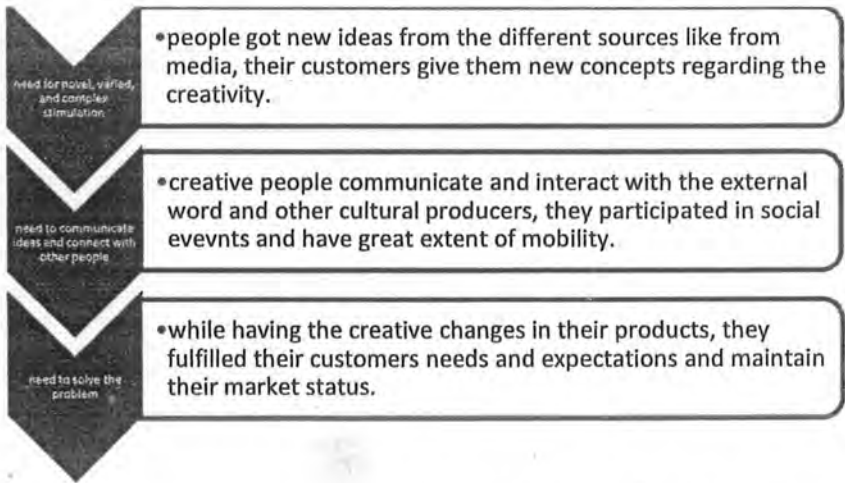 need for novel, varied,
and complex
stimulation
•people got new ideas from the different sources like from
media, their customers give them new concepts regarding the
creativity.
need to communicate
ideas and connect with
other people
•creative people communicate and interact with the external
word and other cultural producers, they participated in social
evevnts and have great extent of mobility.
need to solve the
problem
•while having the creative changes in their products, they
fulfilled their customers needs and expectations and maintain
their market status.